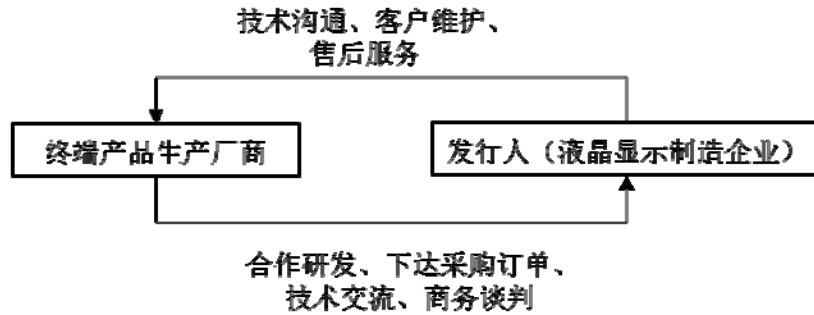 技术沟通、客户维护、
售后服务
终端产品生产厂商
发行人（液晶显示制造企业）
合作研发、下达采购订单、
技术交流、商务谈判